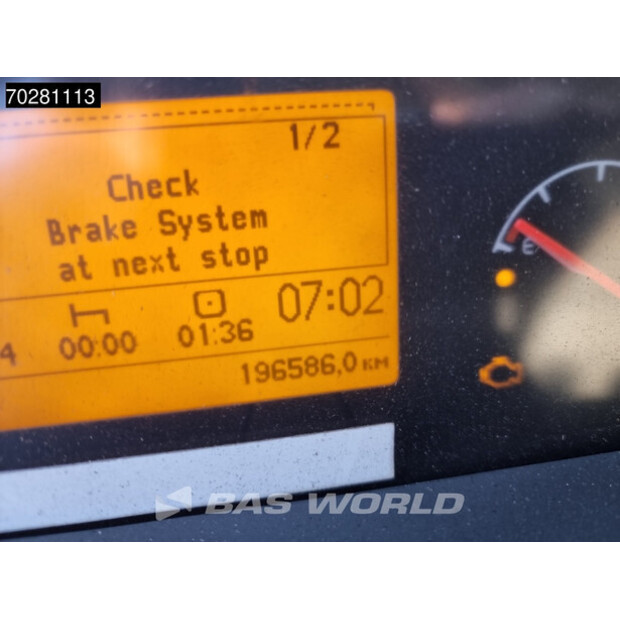 70281113
1/2
Check
Brake System
at next stop
07:02
4 00:00 01:36
196586,0 км
E
BAS WORLD